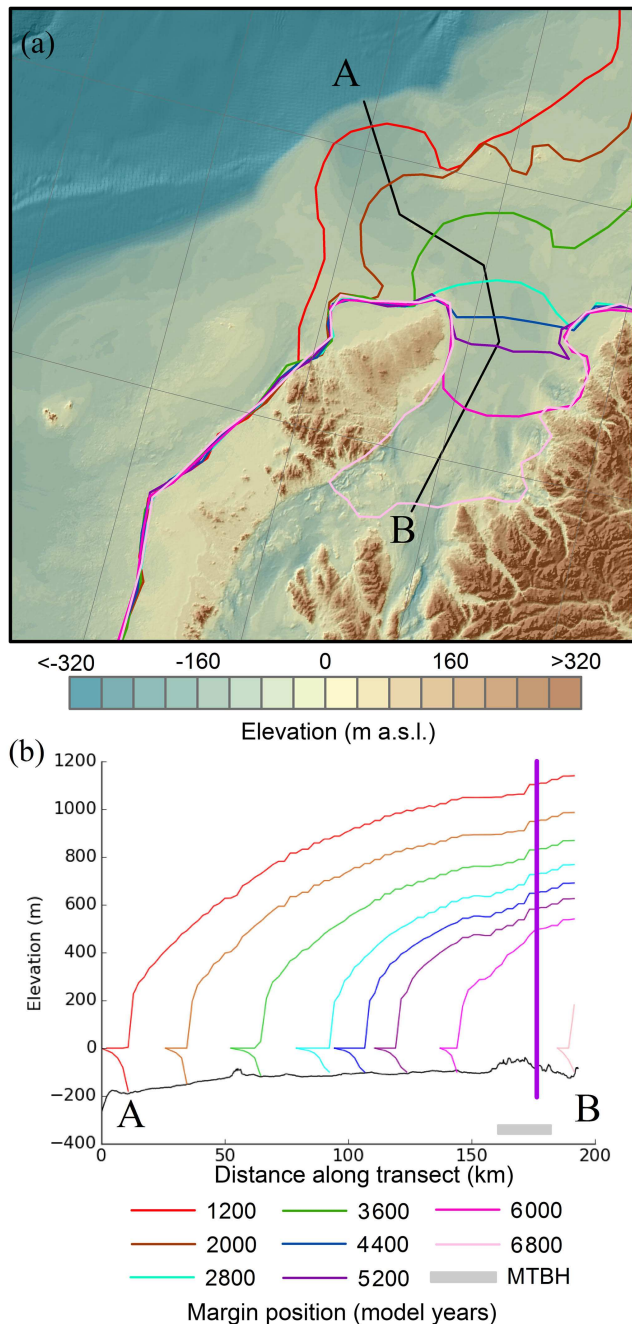 (a)
A
B
<-320 -160 0 160 >320
Elevation (m a.s.l.)
(b)
1200
1000
800
600
400
200
0
−200
−400
Elevation (m)
A
B
0 50 100 150 200
Distance along transect (km)
1200 3600 6000
2000 4400 6800
2800 5200 MTBH
Margin position (model years)